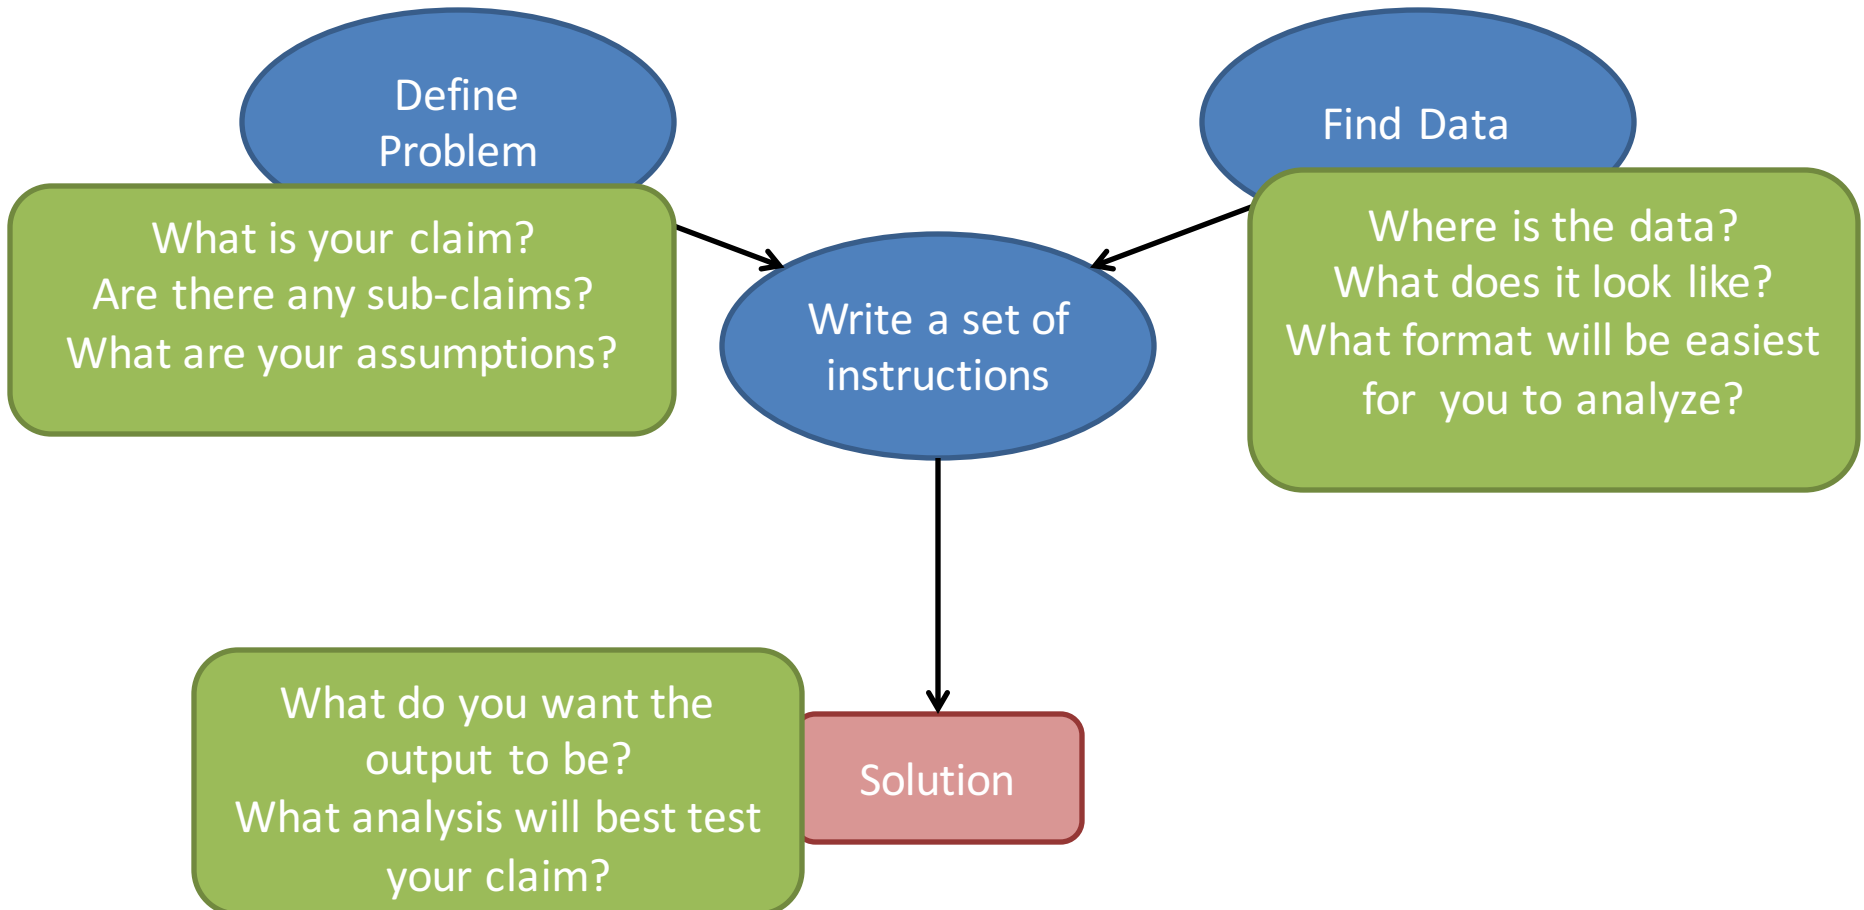 Define
Problem
What is your claim?
Are there any sub-claims?
What are your assumptions?
Find Data
Where is the data?
What does it look like?
What format will be easiest
for you to analyze?
Write a set of
instructions
What do you want the
output to be?
What analysis will best test
your claim?
Solution